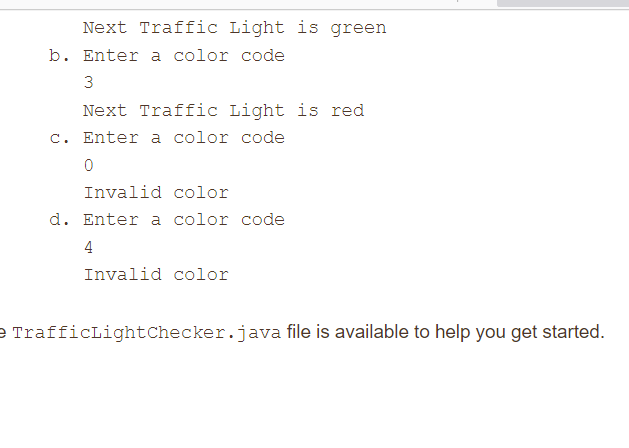 Next Traffic Light is green
b. Enter a color code
3
Next Traffic Light is red
c. Enter a color code
0
Invalid color
d. Enter a color code
4
Invalid color
e TrafficLightChecker.java file is available to help you get started.